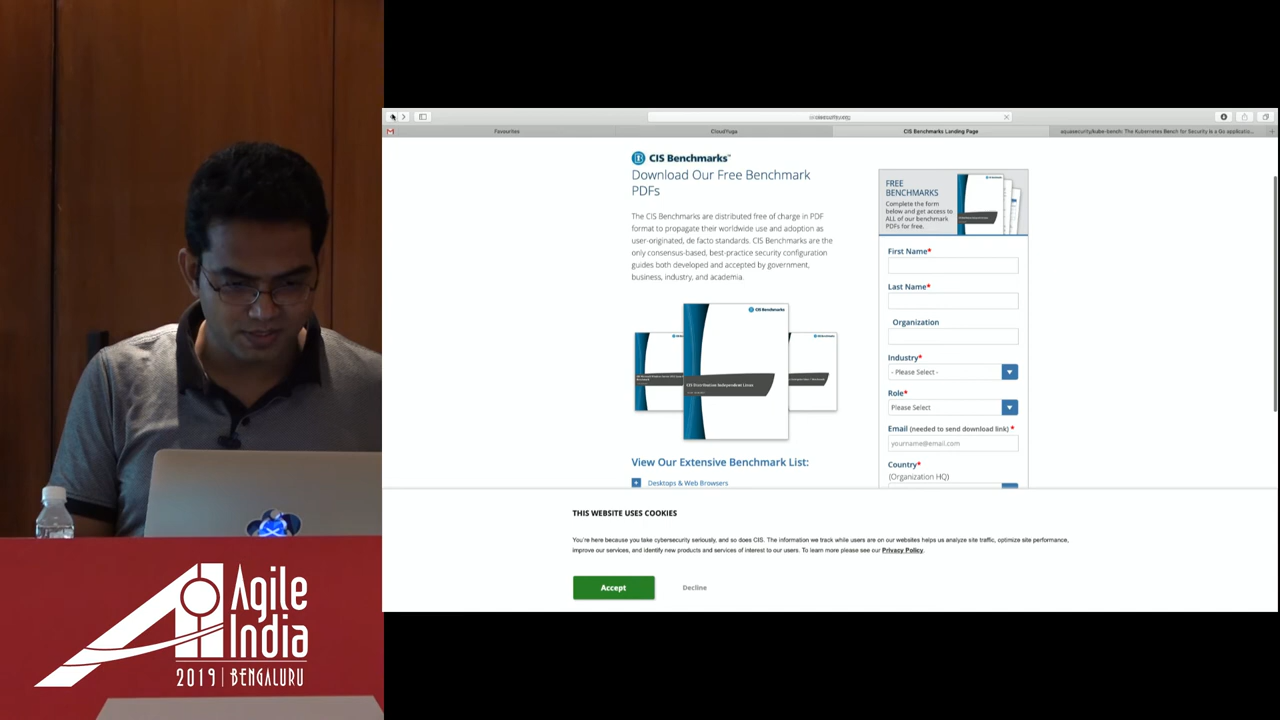 Favourites
CloudYuga
CIS Benchmarks Landing Page
aquasecurity/kube-bench: The Kubernetes Bench for Security is a Go applicatio...
CIS Benchmarks™
Download Our Free Benchmark
PDFs
The CIS Benchmarks are distributed free of charge in PDF
format to propagate their worldwide use and adoption as
user-originated, de facto standards. CIS Benchmarks are the
only consensus-based, best-practice security configuration
guides both developed and accepted by government,
business, industry, and academia.
CIS Benchmarks
CIS Distribution Independent Linux
View Our Extensive Benchmark List:
Desktops & Web Browsers
FREE
BENCHMARKS
Complete the form
below and get access to
ALL of our benchmark
PDFs for free.
First Name*
Last Name*
Organization
Industry*
- Please Select -
Role*
Please Select
Email (needed to send download link) *
yourname@email.com
Country*
(Organization HQ)
THIS WEBSITE USES COOKIES
You're here because you take cybersecurity seriously, and so does CIS. The information we track while users are on our websites helps us analyze site traffic, optimize site performance,
improve our services, and identify new products and services of interest to our users. To learn more please see our Privacy Policy.
Accept
Decline
Agile
India
2019 | BENGALURU